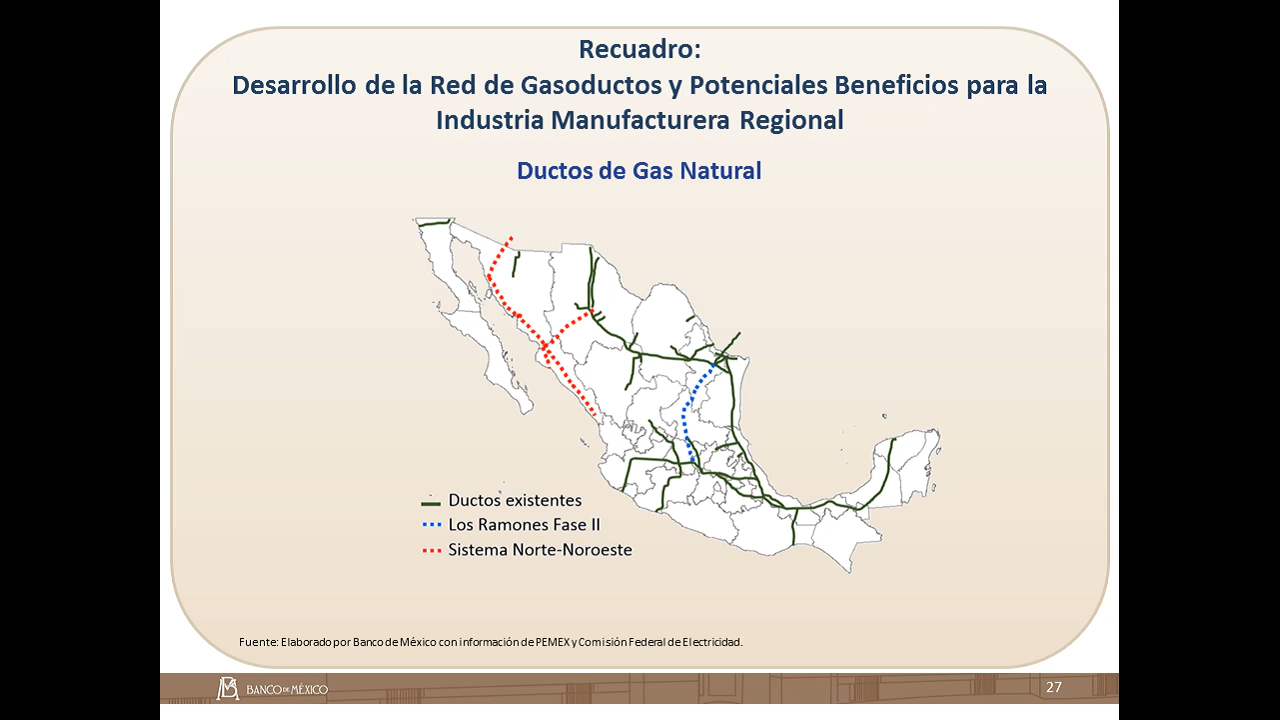 Recuadro:
Desarrollo de la Red de Gasoductos y Potenciales Beneficios para la
Industria Manufacturera Regional
Ductos de Gas Natural
Ductos existentes
Los Ramones Fase II
Sistema Norte-Noroeste
Fuente: Elaborado por Banco de México con información de PEMEX y Comisión Federal de Electricidad.
BANCO DE MÉXICO
27